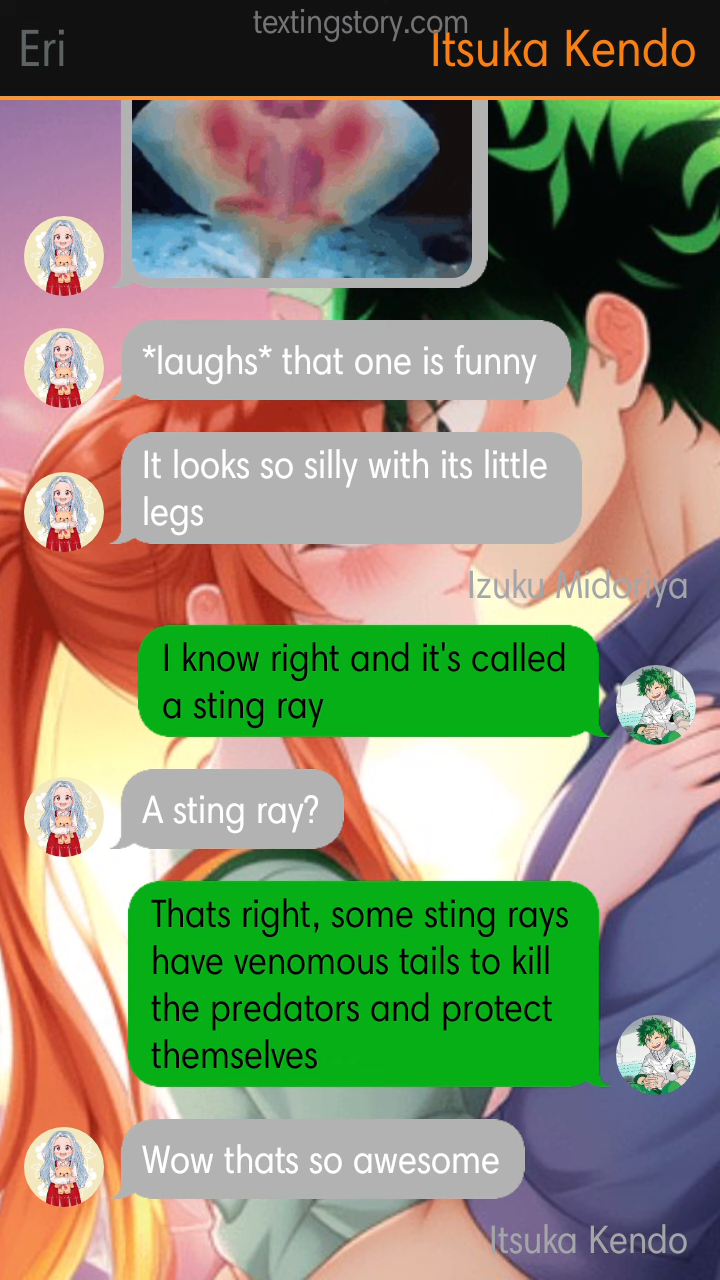 textingstory.com
Eri
Itsuka Kendo
*laughs* that one is funny
It looks so silly with its little
legs
Izuku Midoriya
I know right and it's called
a sting ray
A sting ray?
Thats right, some sting rays
have venomous tails to kill
the predators and protect
themselves
Wow thats so awesome
Itsuka Kendo